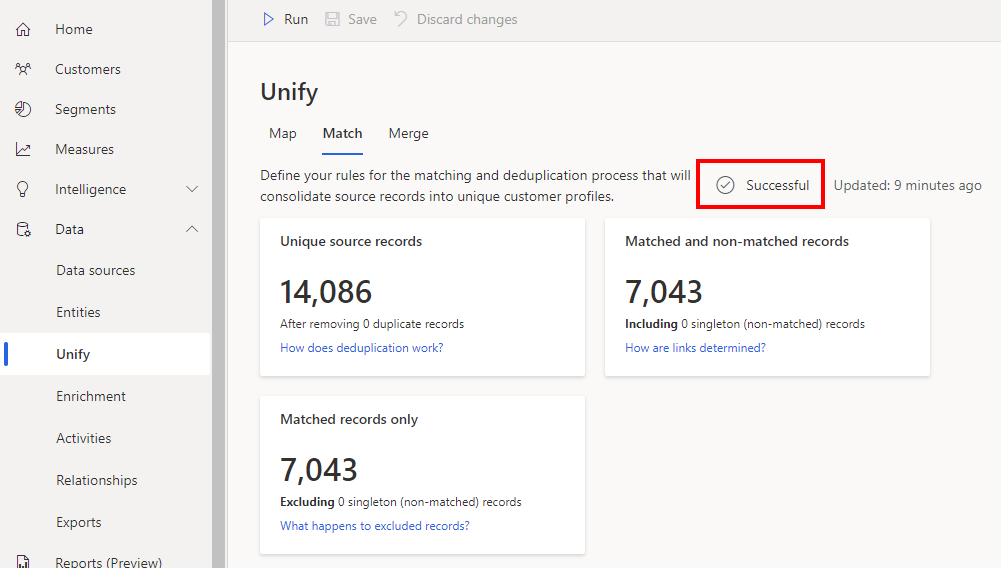 Home
Customers
Segments
Measures
Intelligence
Data
Data sources
Entities
Unify
Enrichment
Activities
Relationships
Exports
Reports (Preview)
Run
Save
Discard changes
Unify
Map
Match
Merge
Define your rules for the matching and deduplication process that will
consolidate source records into unique customer profiles.
Successful
Updated: 9 minutes ago
Unique source records
14,086
After removing 0 duplicate records
How does deduplication work?
Matched and non-matched records
7,043
Including 0 singleton (non-matched) records
How are links determined?
Matched records only
7,043
Excluding 0 singleton (non-matched) records
What happens to excluded records?